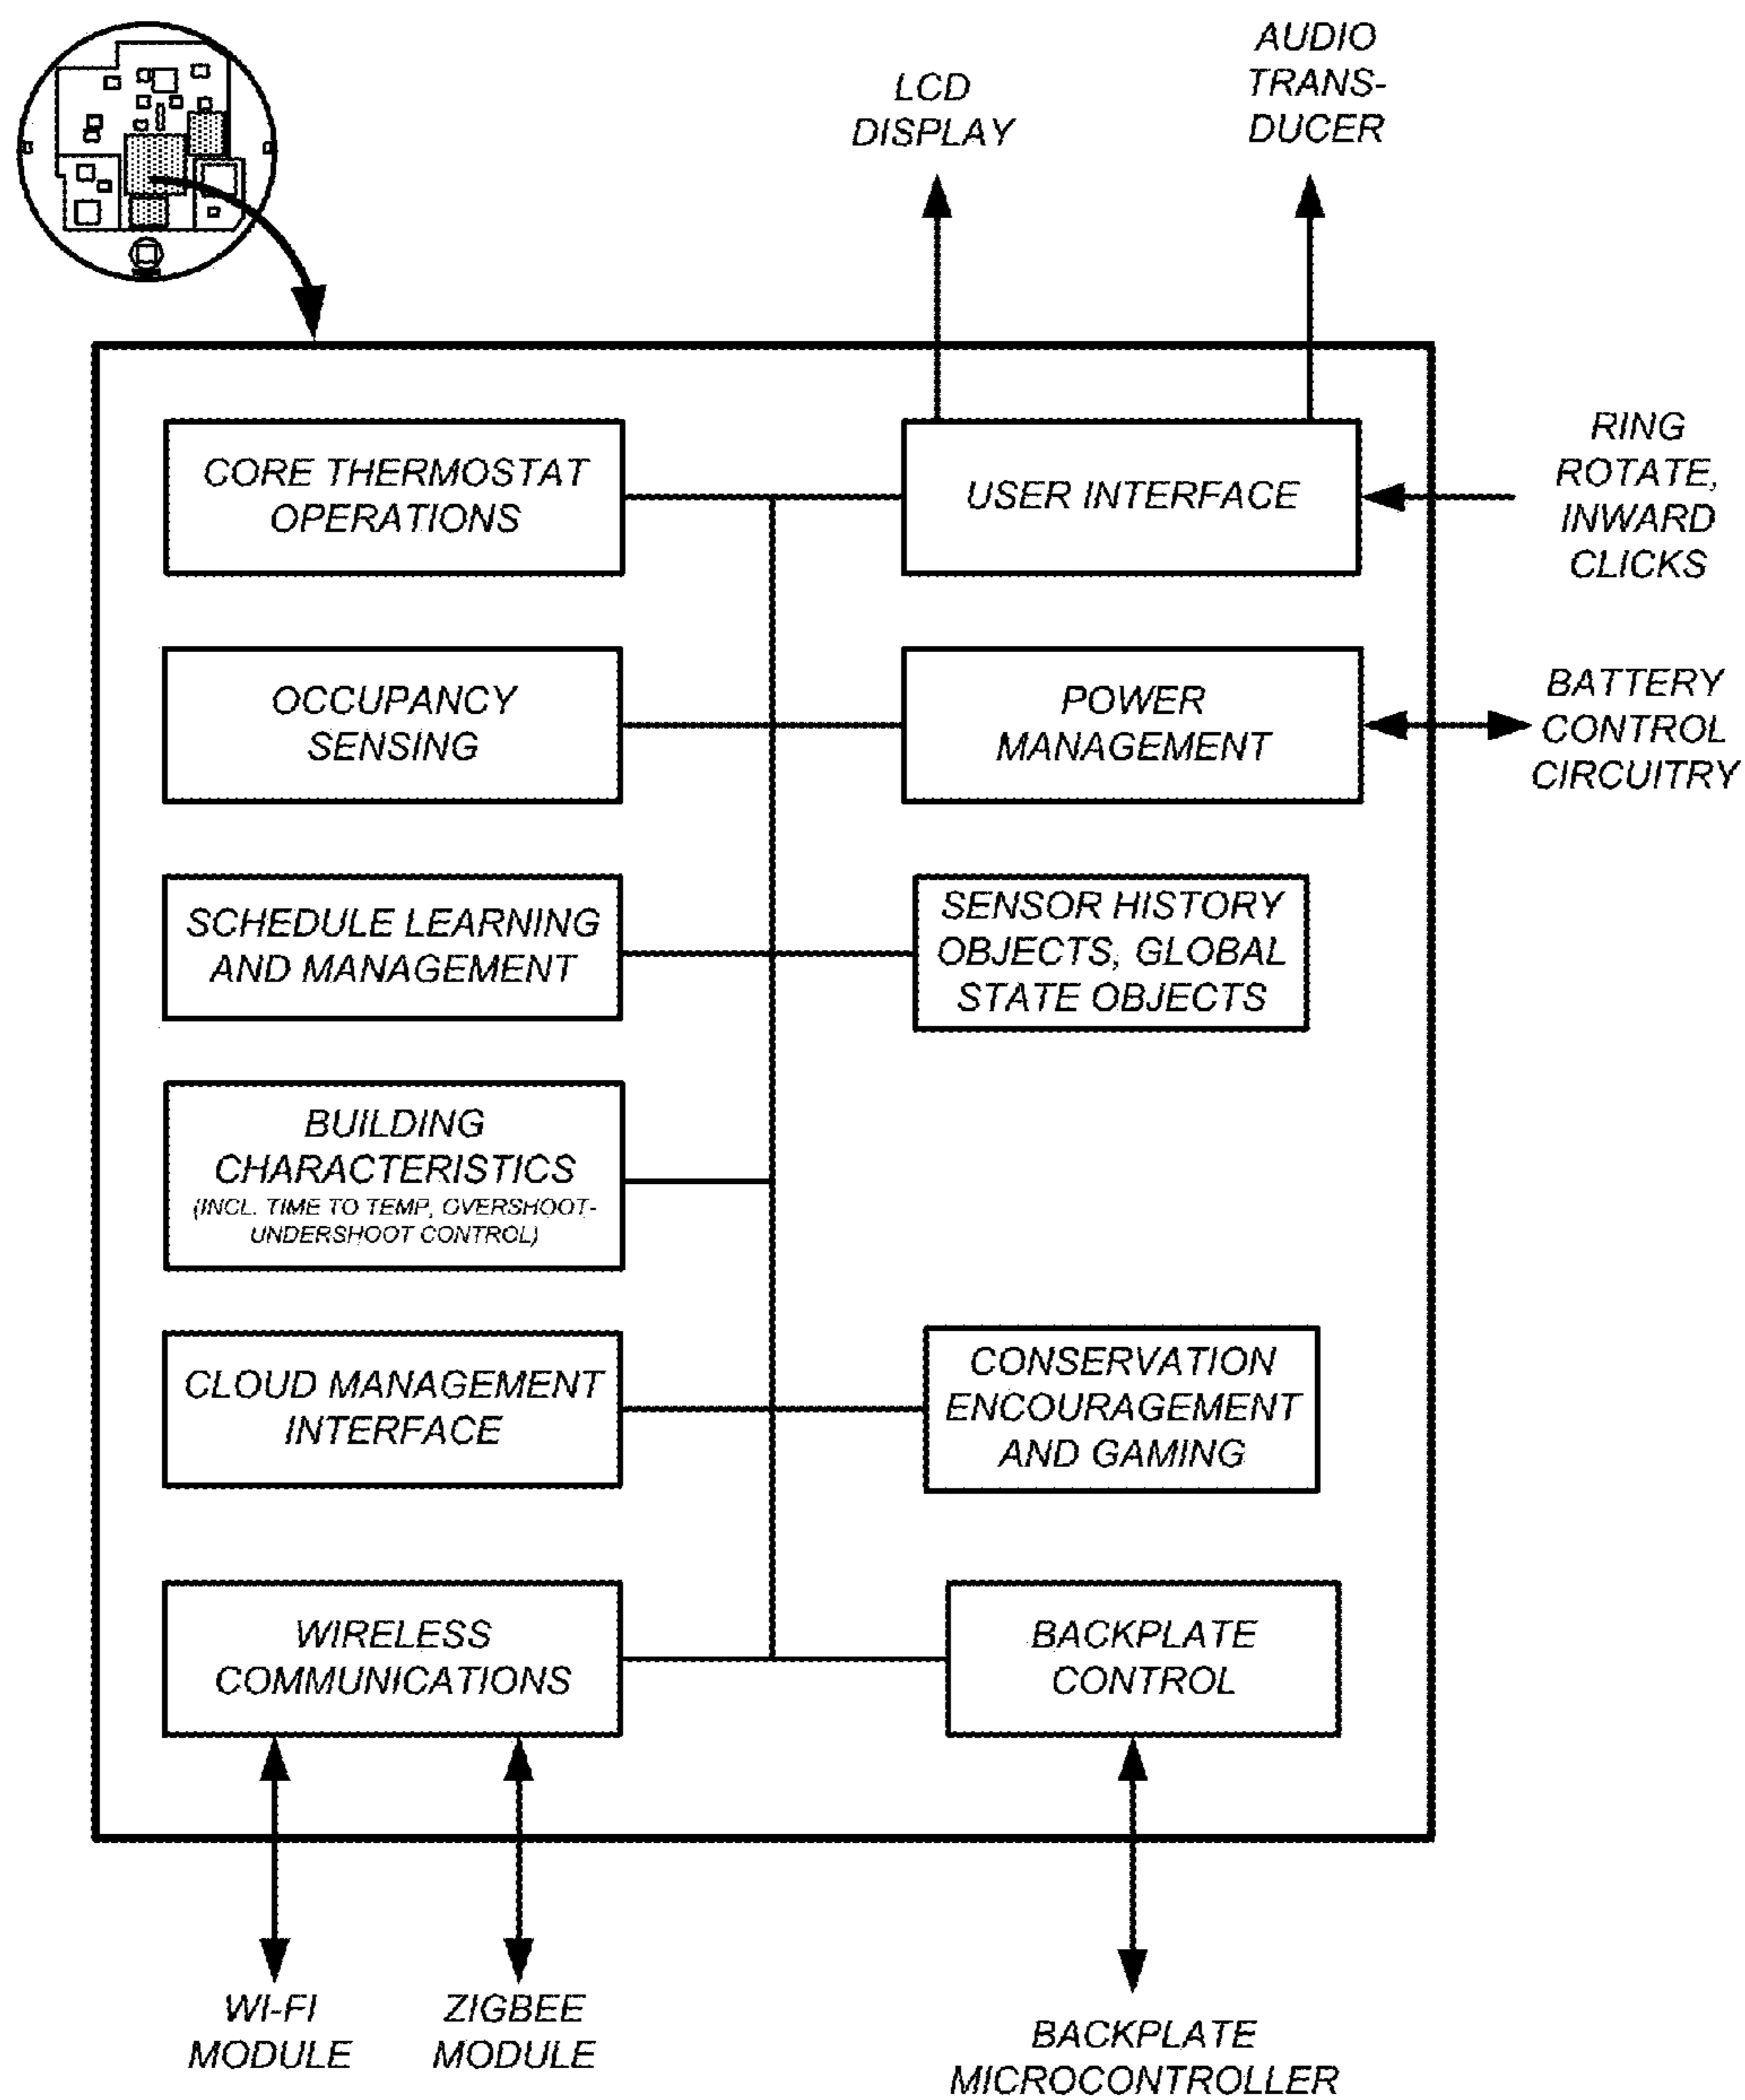 LCD
DISPLAY
AUDIO
TRANS-
DUCER
CORE THERMOSTAT
OPERATIONS
USER INTERFACE
RING
ROTATE,
INWARD
CLICKS
OCCUPANCY
SENSING
POWER
MANAGEMENT
BATTERY
CONTROL
CIRCUITRY
SCHEDULE LEARNING
AND MANAGEMENT
SENSOR HISTORY
OBJECTS, GLOBAL
STATE OBJECTS
BUILDING
CHARACTERISTICS
(INCL. TIME TO TEMP, OVERSHOOT-
UNDERSHOOT CONTROL)
CLOUD MANAGEMENT
INTERFACE
CONSERVATION
ENCOURAGEMENT
AND GAMING
WIRELESS
COMMUNICATIONS
BACKPLATE
CONTROL
WI-FI
MODULE
ZIGBEE
MODULE
BACKPLATE
MICROCONTROLLER